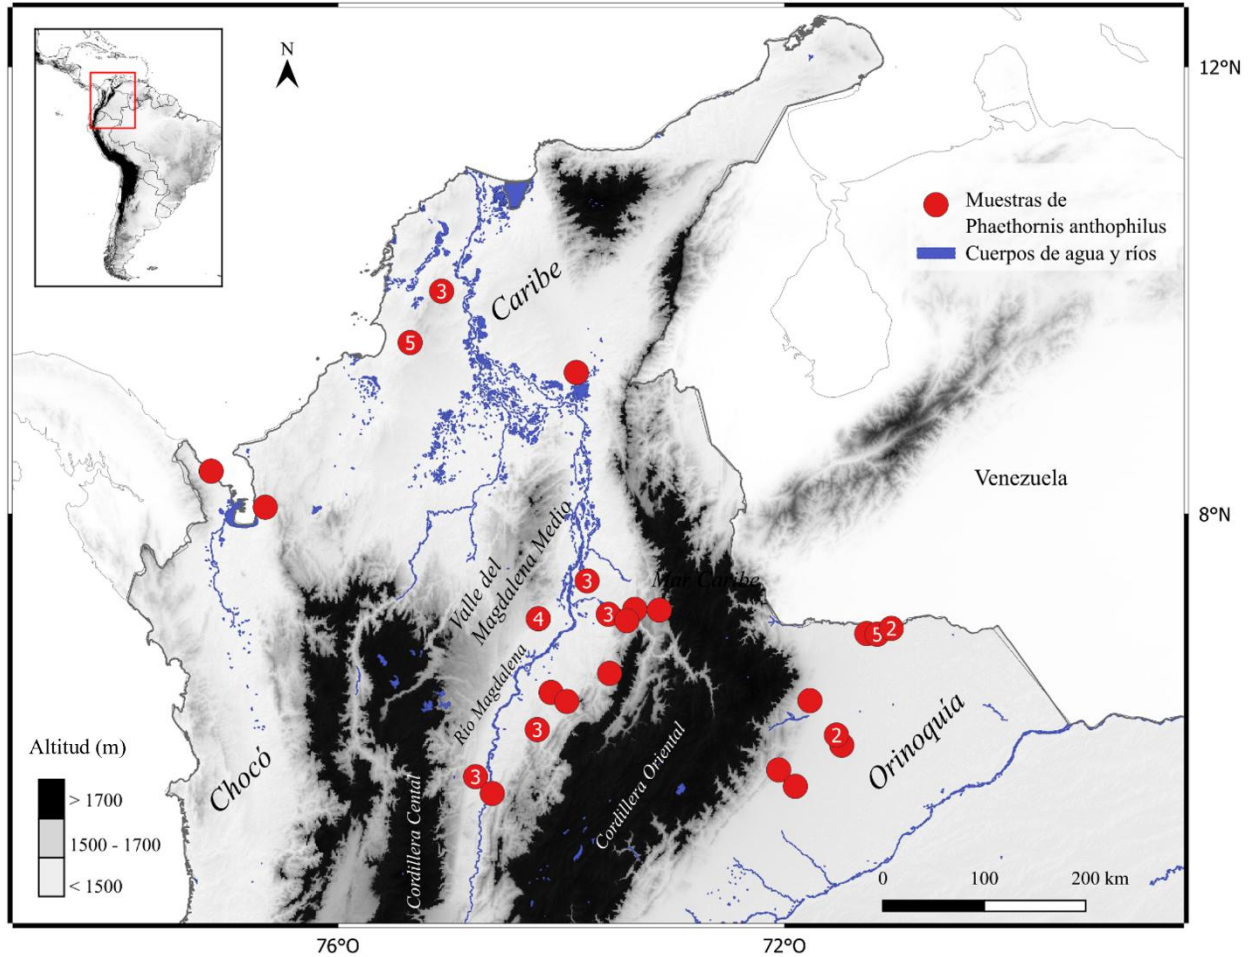 N
12°N
Muestras de
Phaethornis anthophilus
Cuerpos de agua y ríos
3
Caribe
5
Venezuela
8°N
Valle del
Magdalena Medio
Mar Caribe
3
4
3
5
2
Río Magdalena
3
2
Orinoquía
3
Chocó
Cordillera Cental
Cordillera Oriental
Altitud (m)
> 1700
1500 - 1700
< 1500
0
100
200 km
76°O
72°O